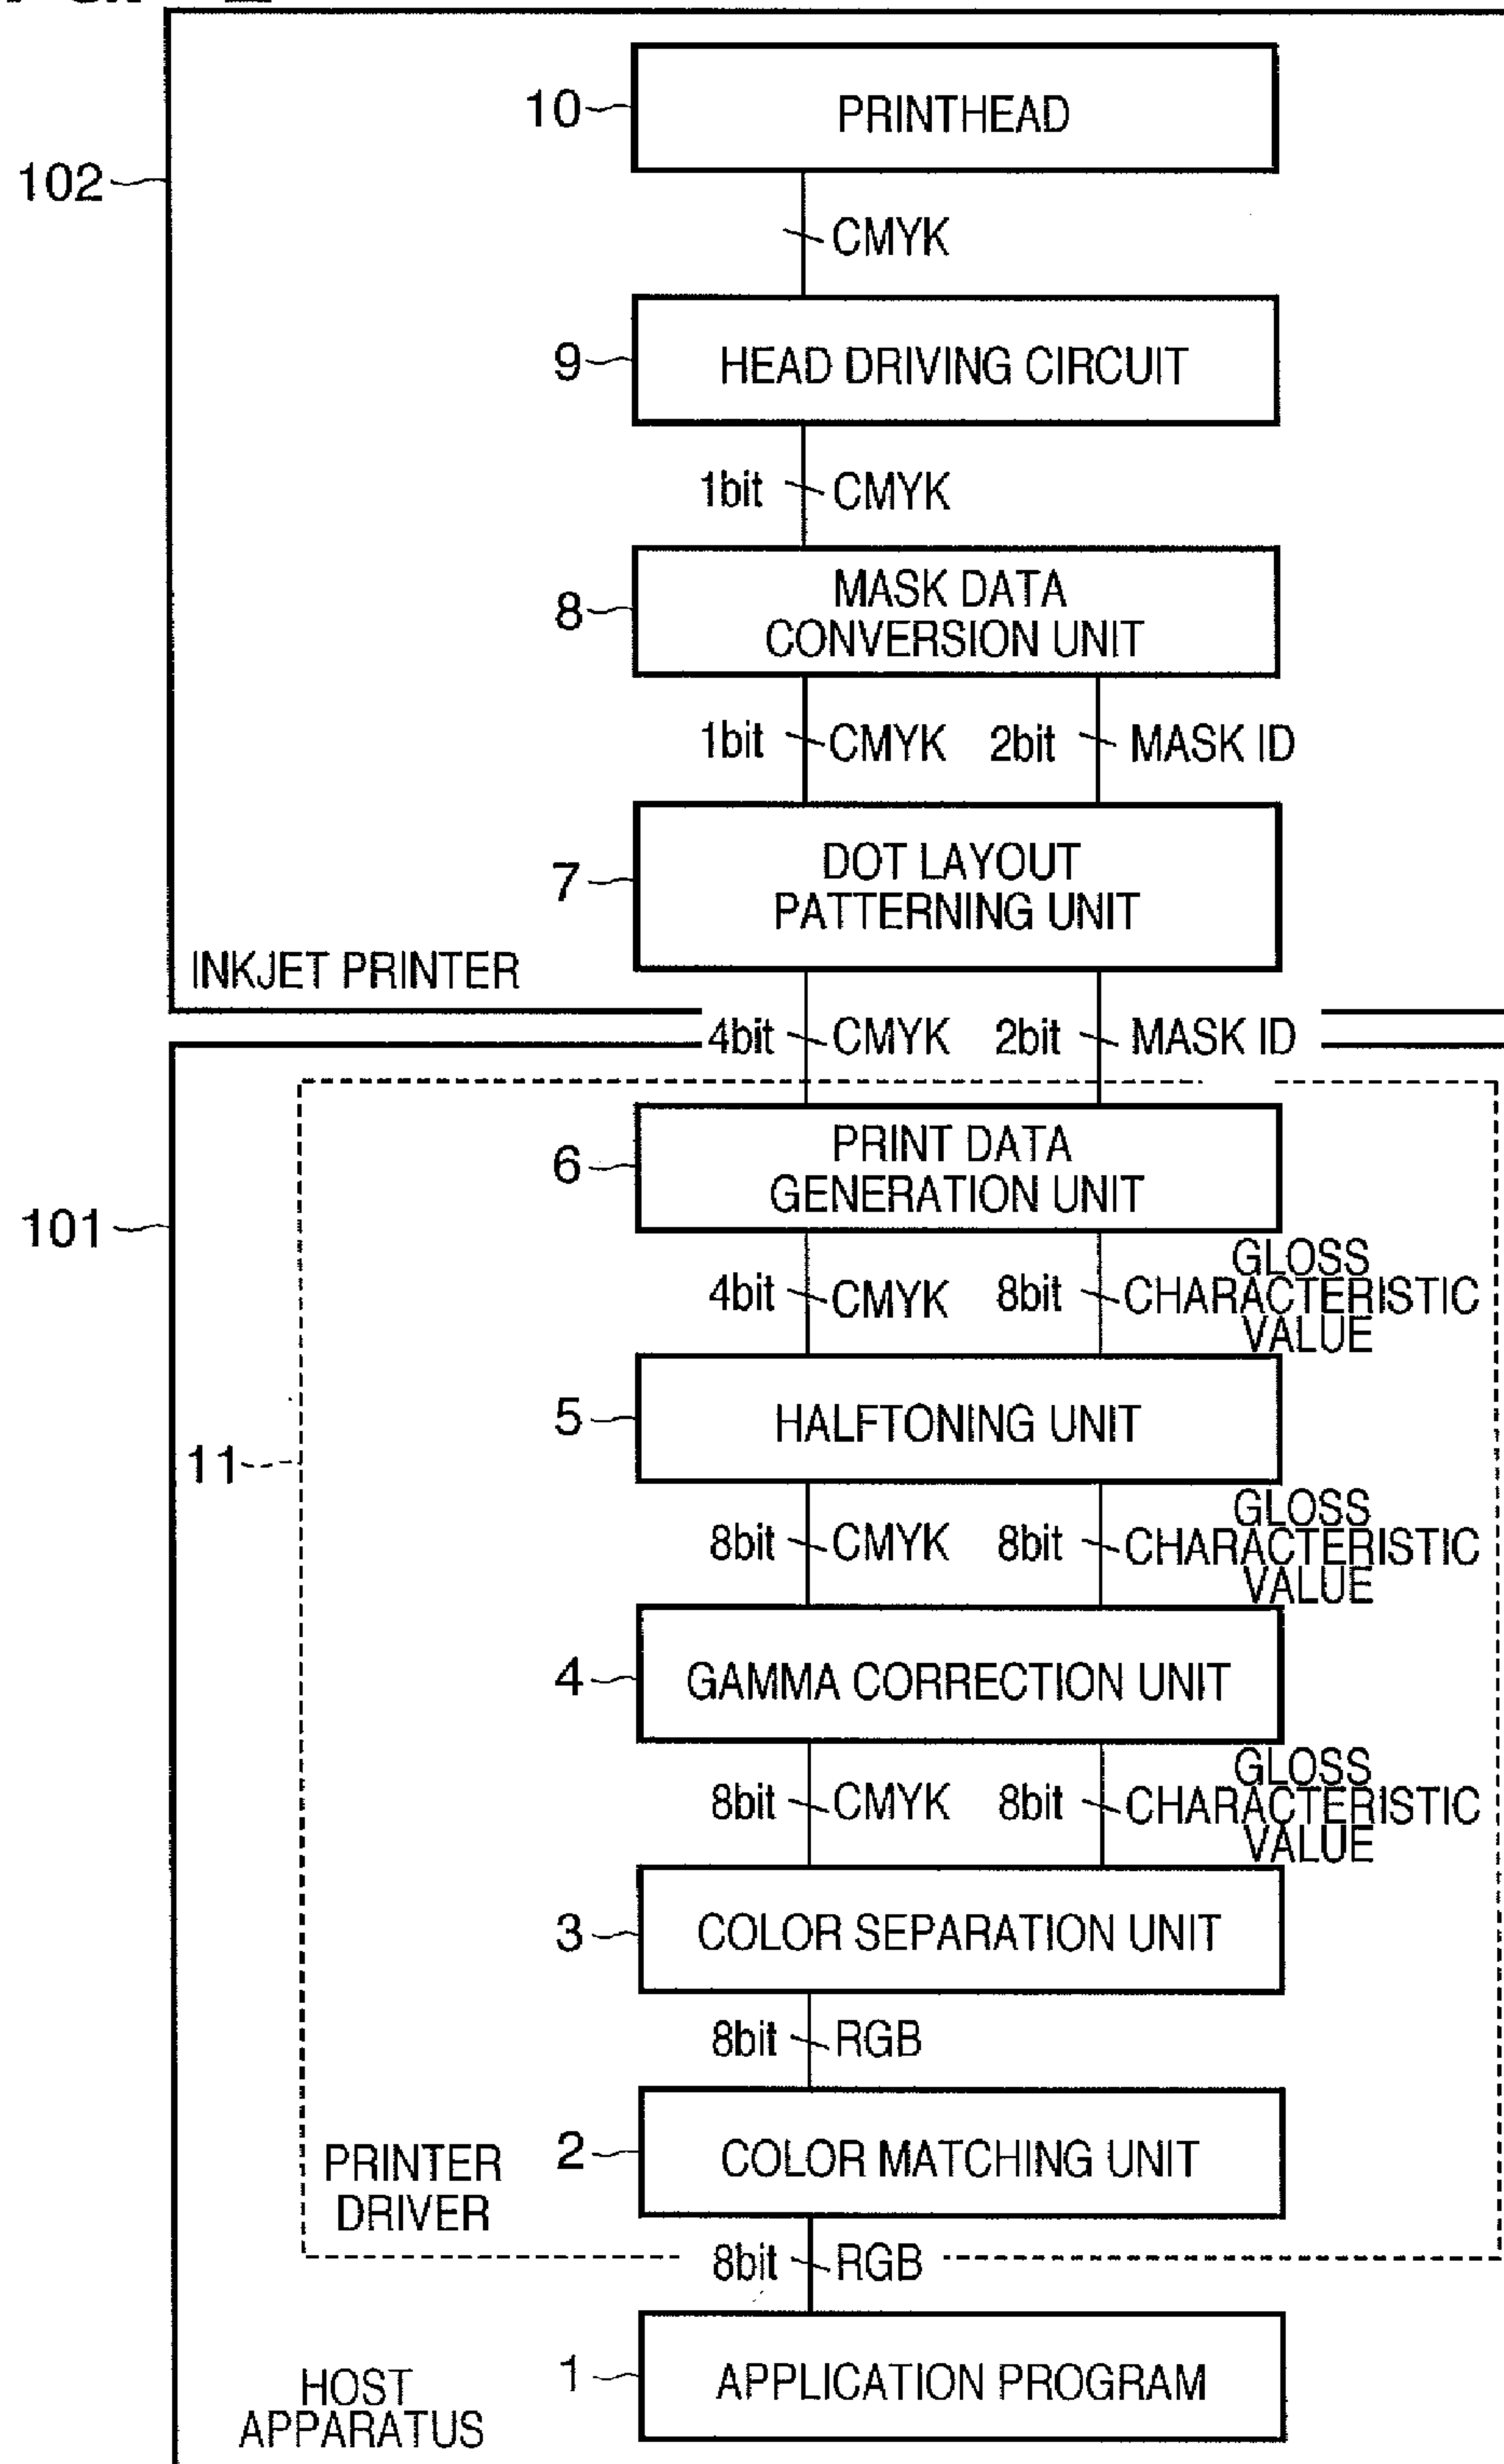 10
PRINTHEAD
102
CMYK
9
HEAD DRIVING CIRCUIT
1bit CMYK
8
MASK DATA
CONVERSION UNIT
1bit CMYK 2bit MASK ID
7
DOT LAYOUT
PATTERNING UNIT
INKJET PRINTER
4bit CMYK 2bit MASK ID
6
PRINT DATA
GENERATION UNIT
101
4bit CMYK 8bit
GLOSS
CHARACTERISTIC
VALUE
5
HALFTONING UNIT
11
8bit CMYK 8bit
GLOSS
CHARACTERISTIC
VALUE
4
GAMMA CORRECTION UNIT
8bit CMYK 8bit
GLOSS
CHARACTERISTIC
VALUE
3
COLOR SEPARATION UNIT
8bit RGB
2
COLOR MATCHING UNIT
PRINTER
DRIVER
8bit RGB
1
APPLICATION PROGRAM
HOST
APPARATUS